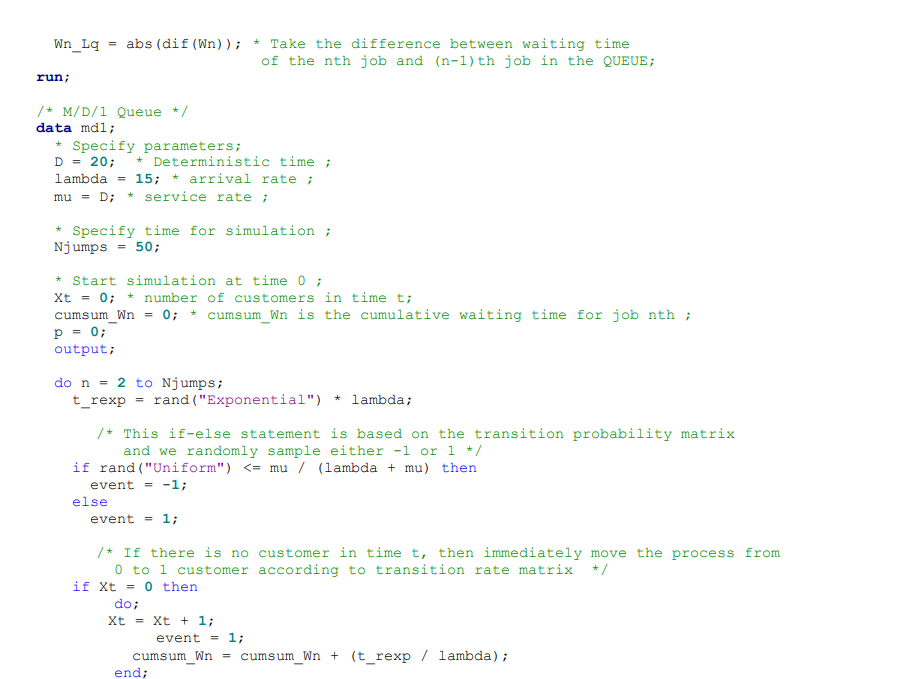 Wn_Lq = abs(dif(Wn)); * Take the difference between waiting time
of the nth job and (n-1)th job in the QUEUE;
run;
/* M/D/1 Queue */
data md1;
* Specify parameters;
D = 20; * Deterministic time ;
lambda = 15; * arrival rate ;
mu = D; * service rate ;
* Specify time for simulation ;
Njumps = 50;
* Start simulation at time 0 ;
Xt = 0; * number of customers in time t;
cumsum_Wn = 0; * cumsum_Wn is the cumulative waiting time for job nth ;
p = 0;
output;
do n = 2 to Njumps;
t_rexp = rand("Exponential") * lambda;
/* This if-else statement is based on the transition probability matrix
and we randomly sample either -1 or 1 */
if rand("Uniform") <= mu / (lambda + mu) then
event = -1;
else
event = 1;
/* If there is no customer in time t, then immediately move the process from
0 to 1 customer according to transition rate matrix */
if Xt = 0 then
do;
Xt = Xt + 1;
event = 1;
cumsum_Wn = cumsum_Wn + (t_rexp / lambda);
end;